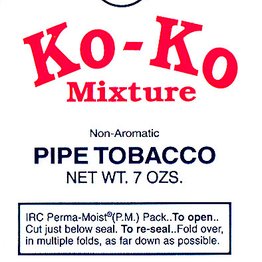 Ko-Ko
Mixture
Non-Aromatic
PIPE TOBACCO
NET WT. 7 OZS.
IRC Perma-Moist®(P.M.) Pack..To open..
Cut just below seal. To re-seal..Fold over,
in multiple folds, as far down as possible.